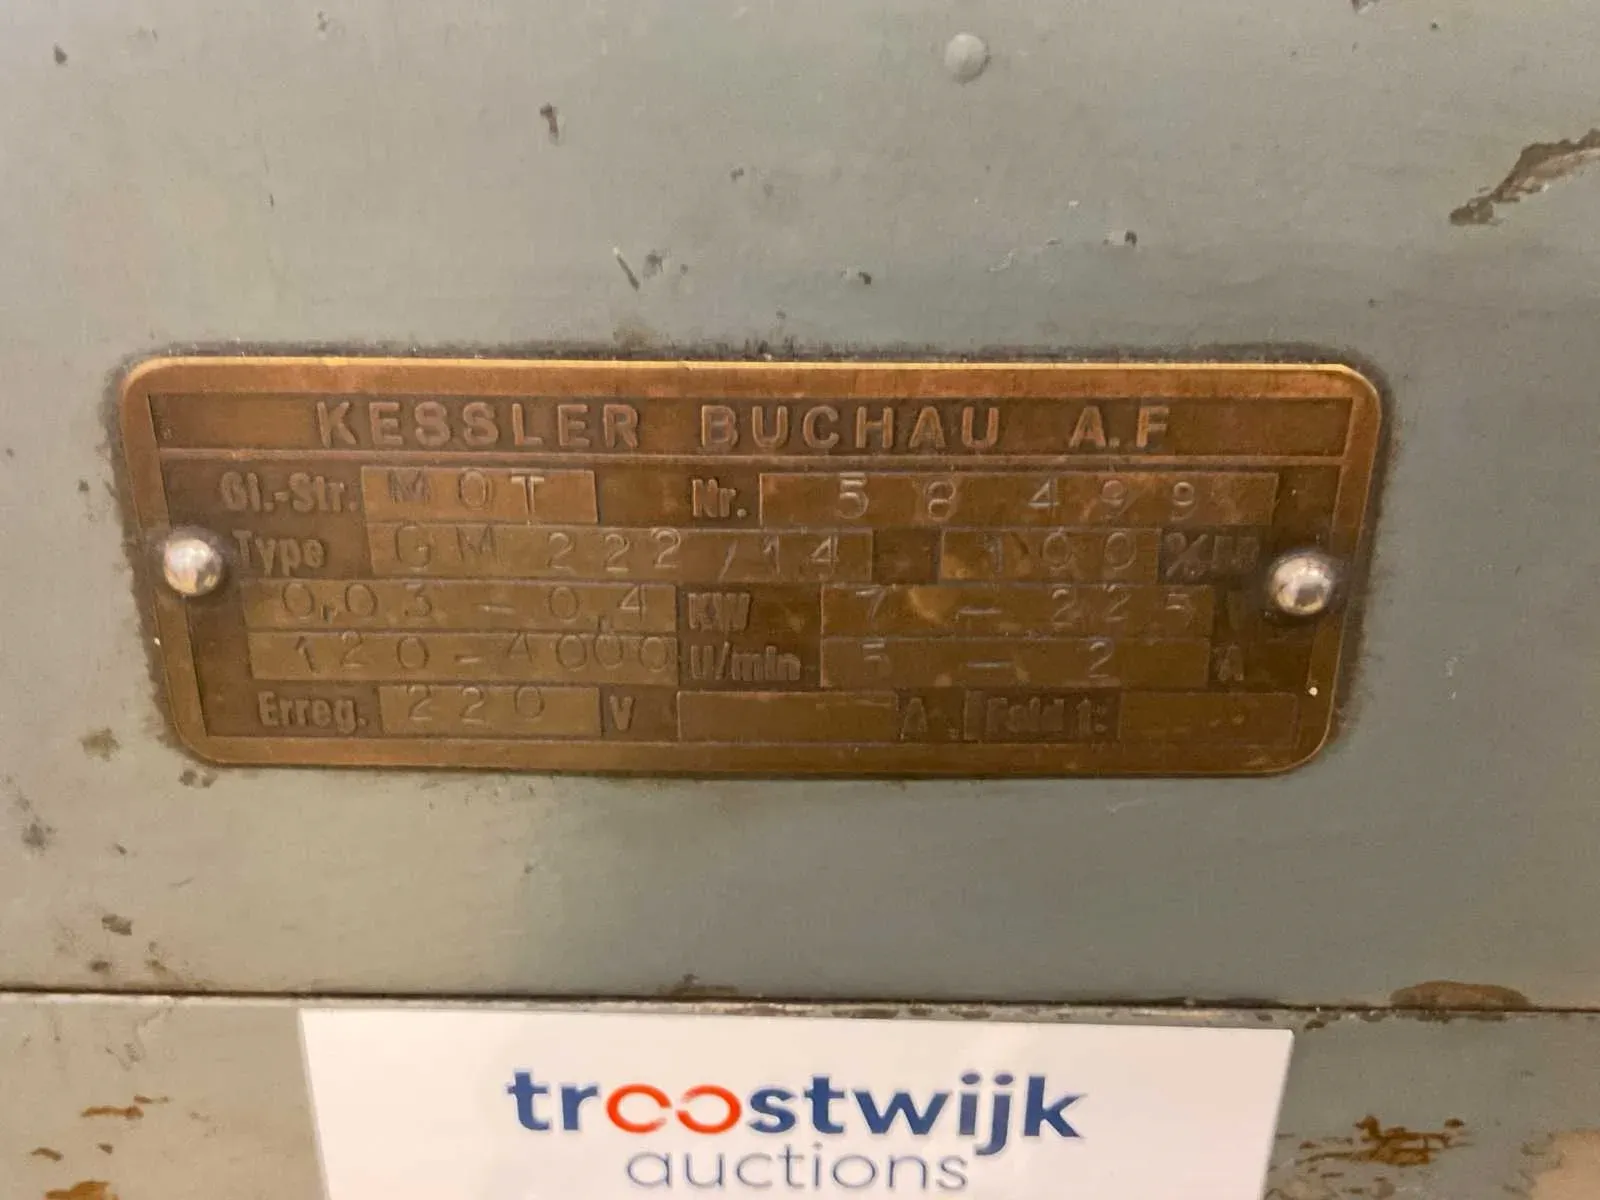 KESSLER BUCHAU A.F
Gl.-Str. MOT Nr. 58499
Type GM 222/14 100 %
0,03 - 0,4 KW 7 - 225 V
120 - 4000 U/min 5 - 2 A
Erreg. 220 V A Feld t:
troostwijk
auctions